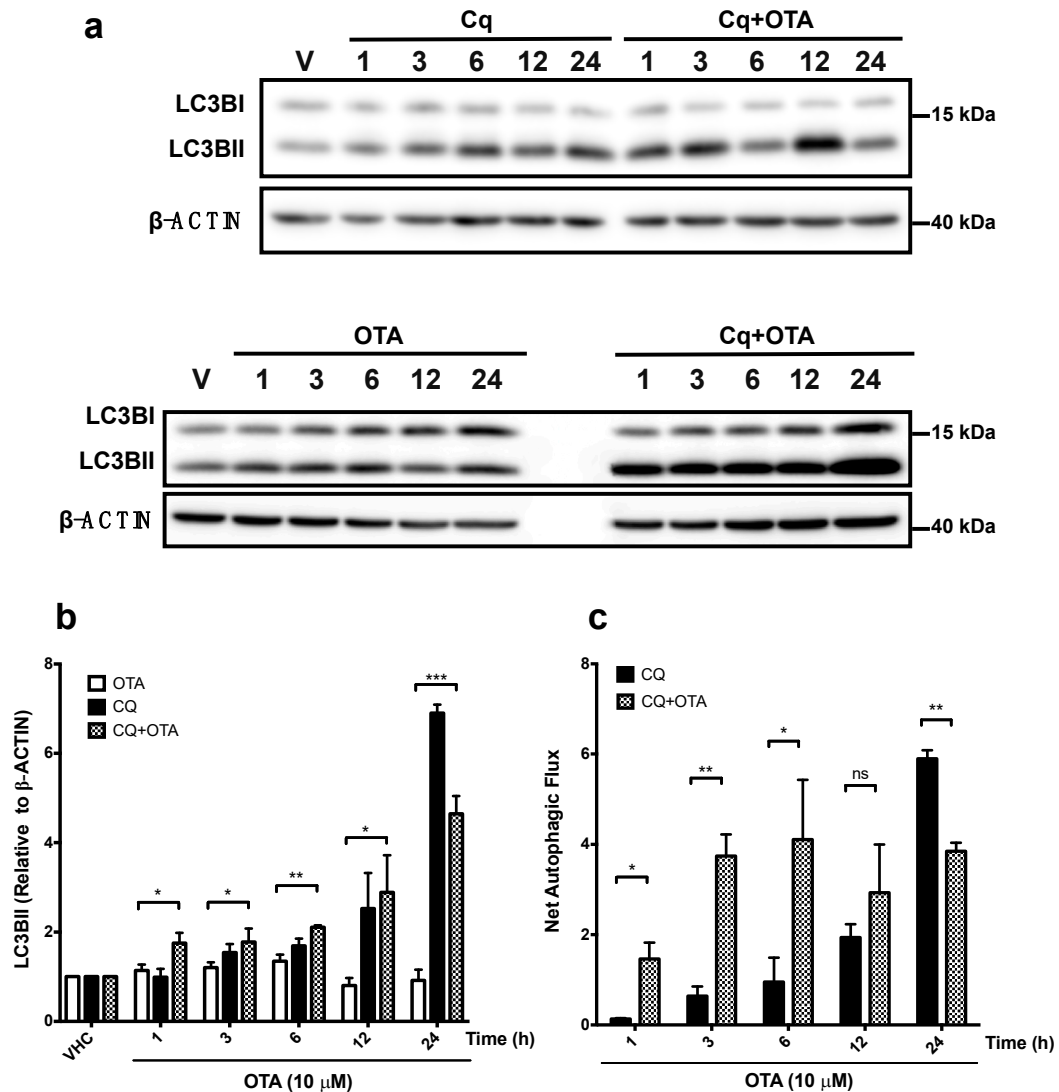 a
Cq Cq+OTA
V 1 3 6 12 24 1 3 6 12 24
LC3BI
15 kDa
LC3BII
β-ACTIN
40 kDa
OTA Cq+OTA
V 1 3 6 12 24 1 3 6 12 24
LC3BI
15 kDa
LC3BII
β-ACTIN
40 kDa
b
LC3BII (Relative to β-ACTIN)
8
6
4
2
0
OTA
CQ
CQ+OTA
* * ** * ***
VHC 1 3 6 12 24 Time (h)
OTA (10 μM)
c
Net Autophagic Flux
8
6
4
2
0
CQ
CQ+OTA
* ** * ns **
1 3 6 12 24 Time (h)
OTA (10 μM)